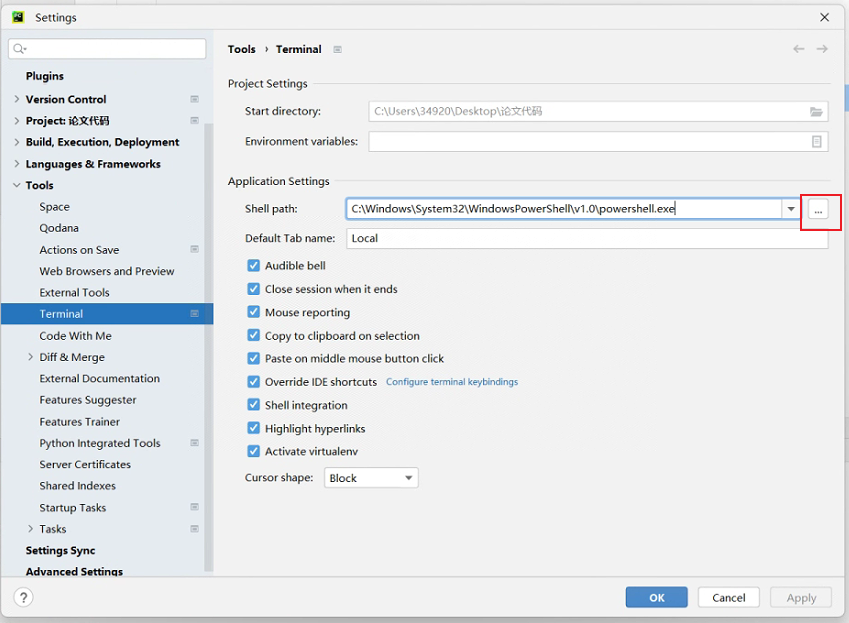 PC Settings
Plugins
Version Control
Project: 论文代码
Build, Execution, Deployment
Languages & Frameworks
Tools
Space
Qodana
Actions on Save
Web Browsers and Preview
External Tools
Terminal
Code With Me
Diff & Merge
External Documentation
Features Suggester
Features Trainer
Python Integrated Tools
Server Certificates
Shared Indexes
Startup Tasks
Tasks
Settings Sync
Advanced Settings
?
Tools › Terminal
Project Settings
Start directory: C:\Users\34920\Desktop\论文代码
Environment variables:
Application Settings
Shell path: C:\Windows\System32\WindowsPowerShell\v1.0\powershell.exe ...
Default Tab name: Local
Audible bell
Close session when it ends
Mouse reporting
Copy to clipboard on selection
Paste on middle mouse button click
Override IDE shortcuts Configure terminal keybindings
Shell integration
Highlight hyperlinks
Activate virtualenv
Cursor shape: Block
OK Cancel Apply